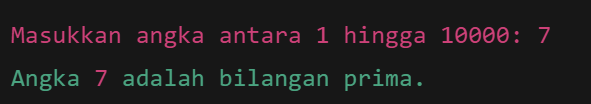 Masukkan angka antara 1 hingga 10000: 7
Angka 7 adalah bilangan prima.